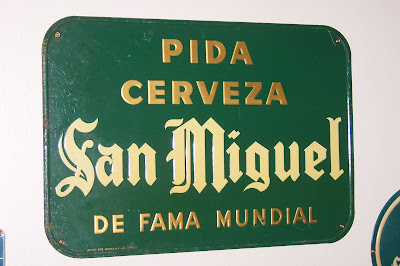 PIDA
CERVEZA
San Miguel
DE FAMA MUNDIAL